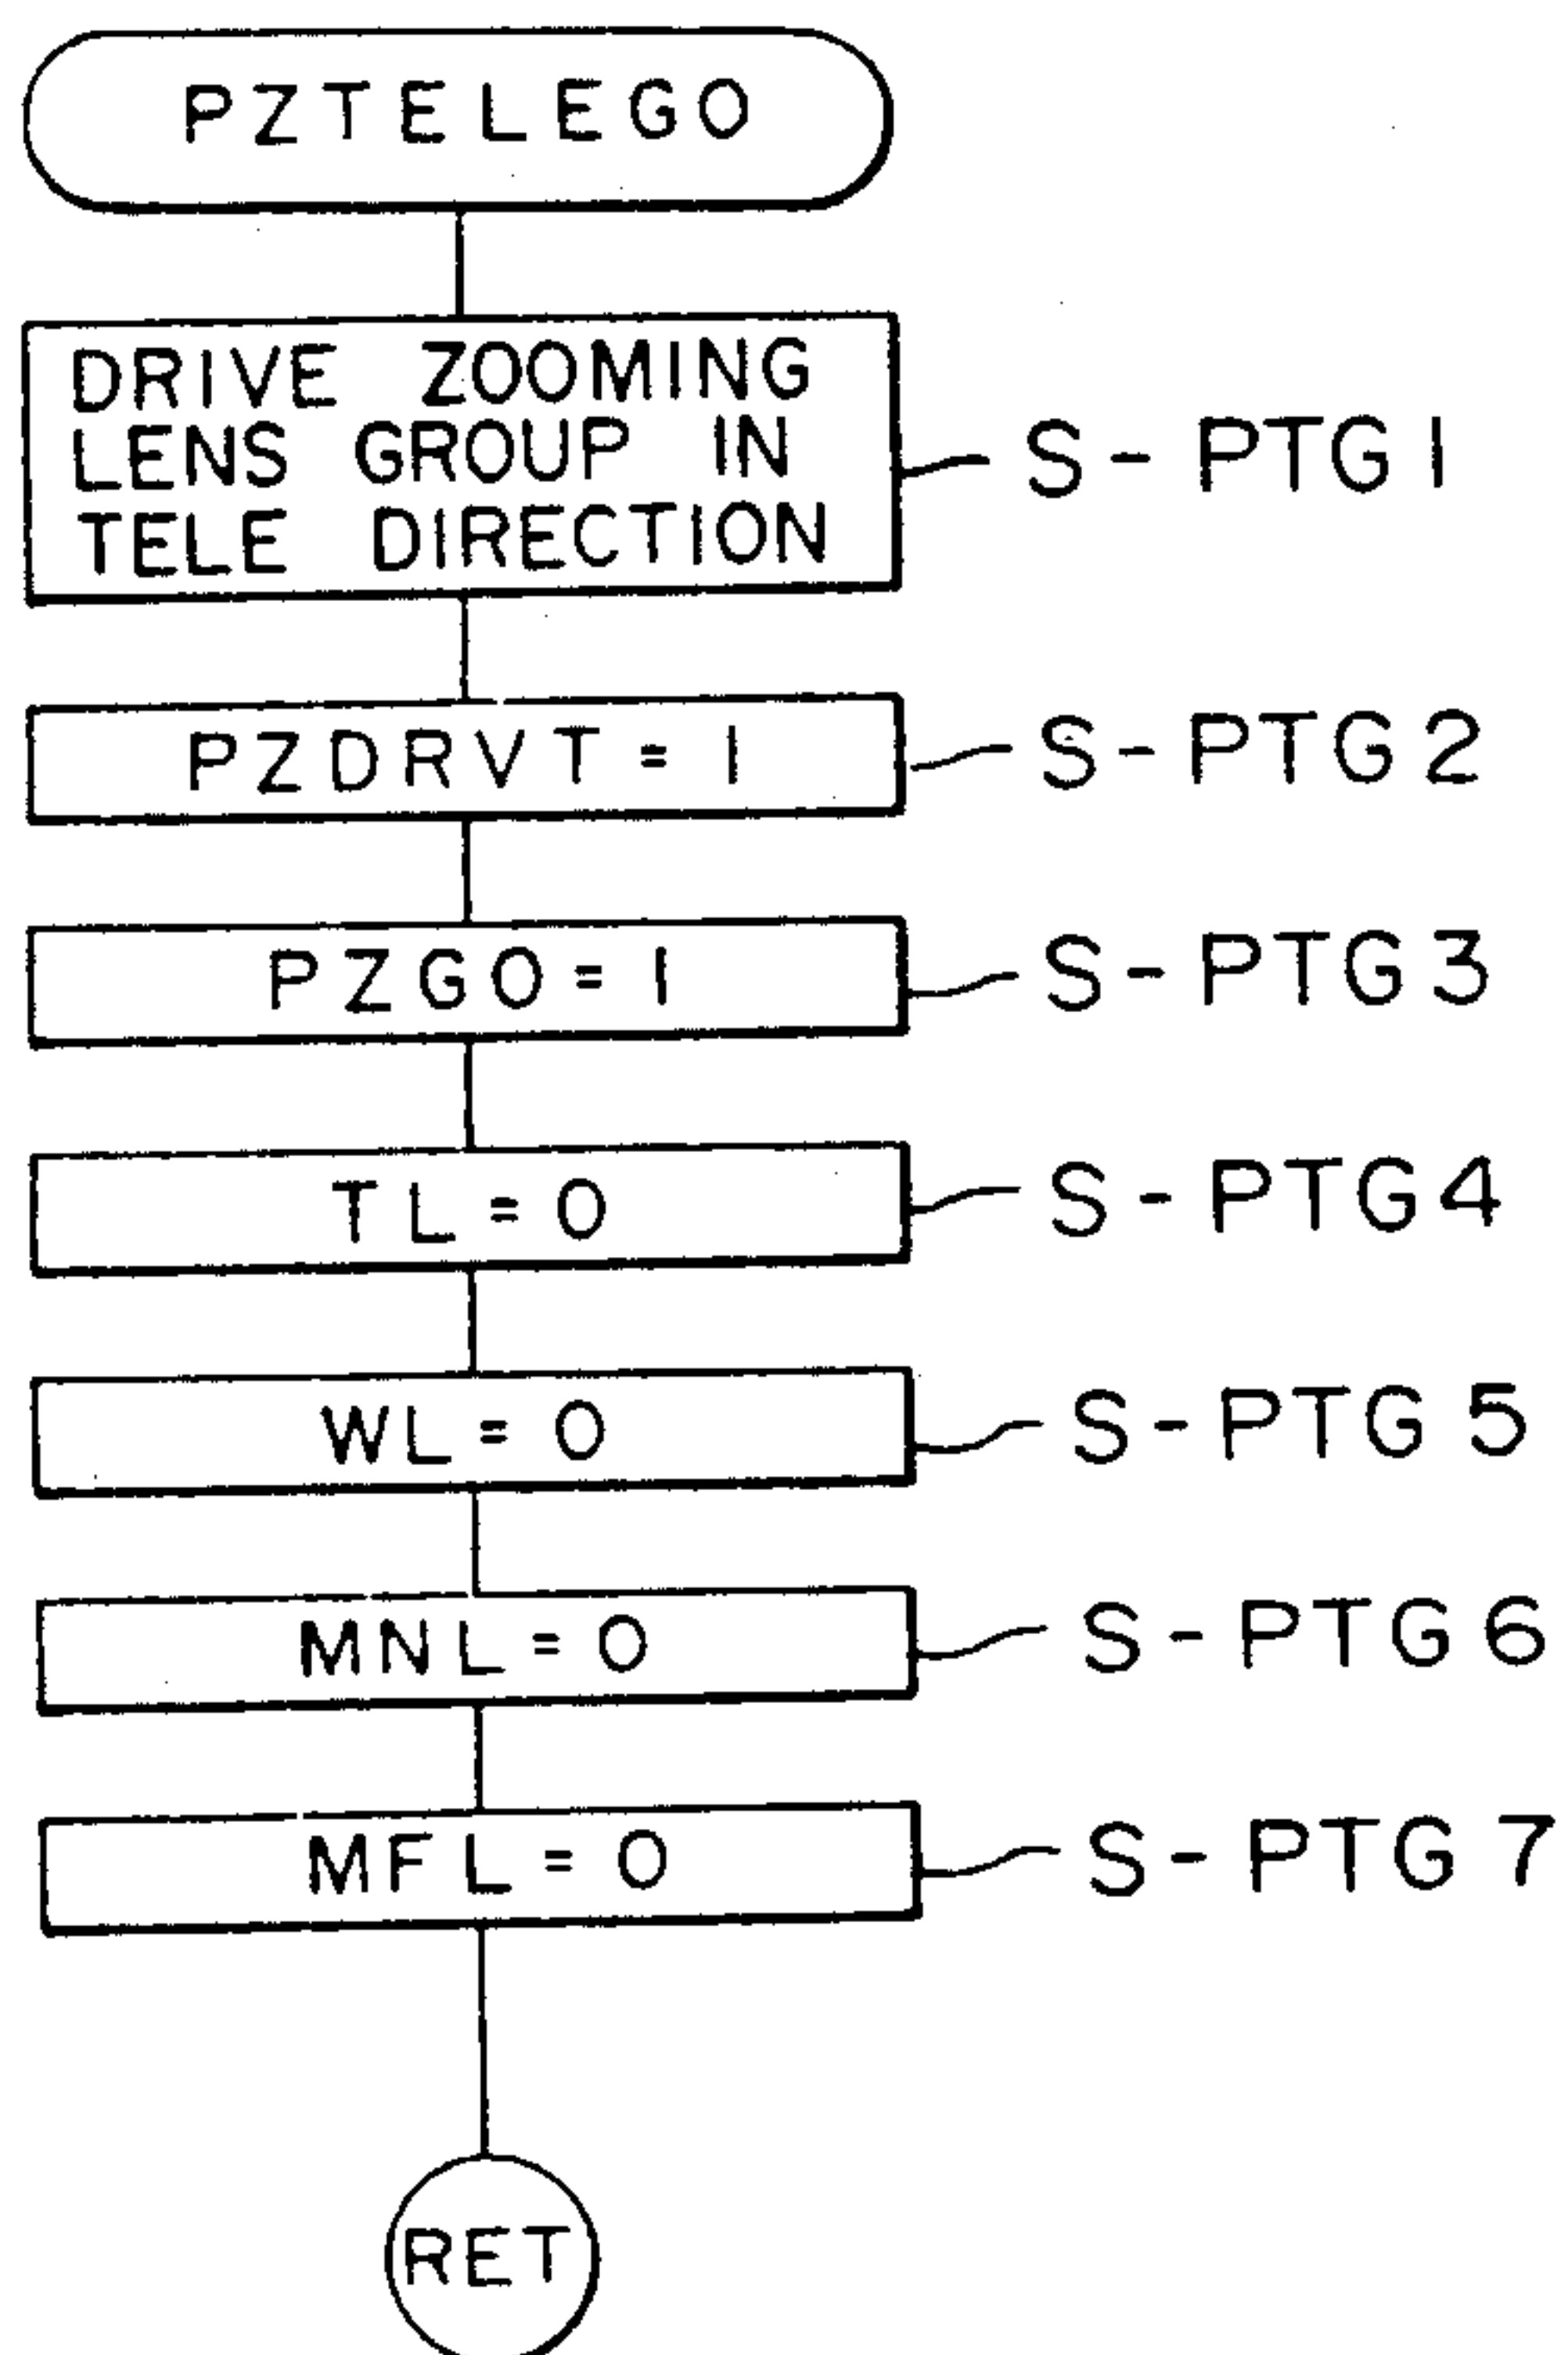 PZTELEGO
DRIVE ZOOMING
LENS GROUP IN
TELE DIRECTION
S-PTG1
PZDRVT=1
S-PTG2
PZGO=1
S-PTG3
TL=0
S-PTG4
WL=0
S-PTG5
MNL=0
S-PTG6
MFL=0
S-PTG7
RET